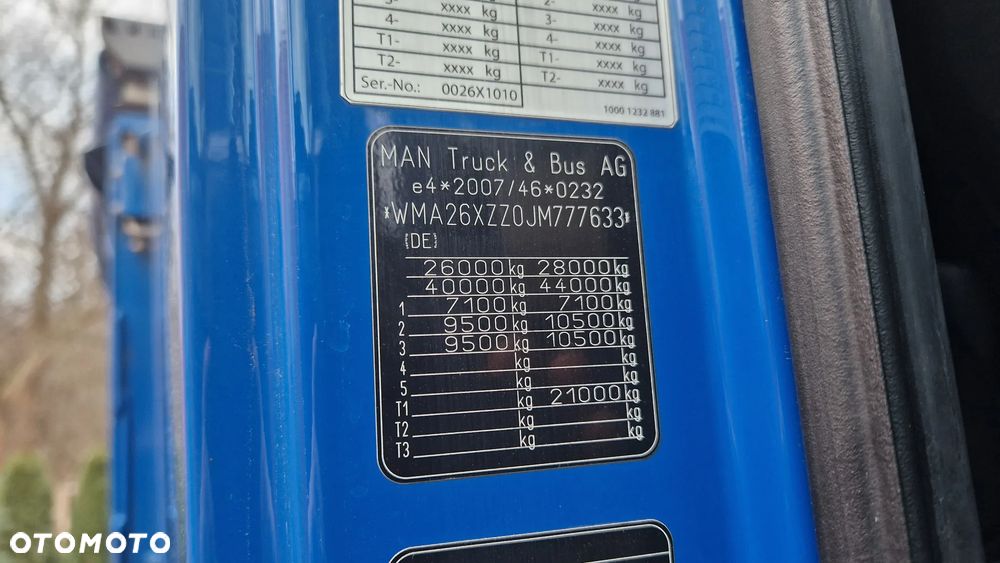 3- xxxx kg 2- xxxx kg
4- xxxx kg 3- xxxx kg
T1- xxxx kg 4- xxxx kg
T2- xxxx kg T1- xxxx kg
Ser.-No.: 0026X1010 T2- xxxx kg
1000 1232 881
MAN Truck & Bus AG
e4*2007/46*0232
*WMA26XZZ0JM777633*
(DE)
26000 kg 28000 kg
40000 kg 44000 kg
1 7100 kg 7100 kg
2 9500 kg 10500 kg
3 9500 kg 10500 kg
4 kg kg
5 kg kg
T1 kg 21000 kg
T2 kg kg
T3 kg kg
OTOMOTO